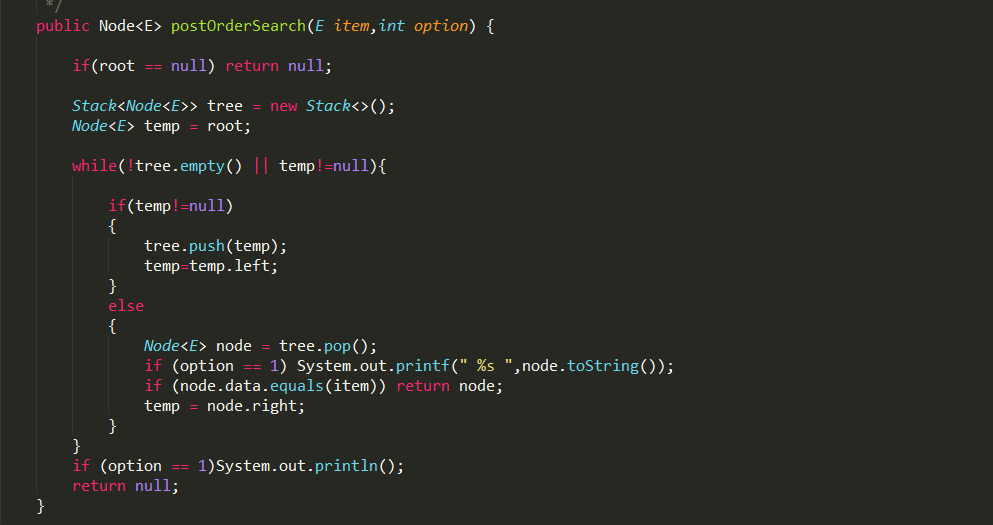 */
public Node<E> postOrderSearch(E item,int option) {
if(root == null) return null;
Stack<Node<E>> tree = new Stack<>();
Node<E> temp = root;
while(!tree.empty() || temp!=null){
if(temp!=null)
{
tree.push(temp);
temp=temp.left;
}
else
{
Node<E> node = tree.pop();
if (option == 1) System.out.printf(" %s ",node.toString());
if (node.data.equals(item)) return node;
temp = node.right;
}
}
if (option == 1)System.out.println();
return null;
}